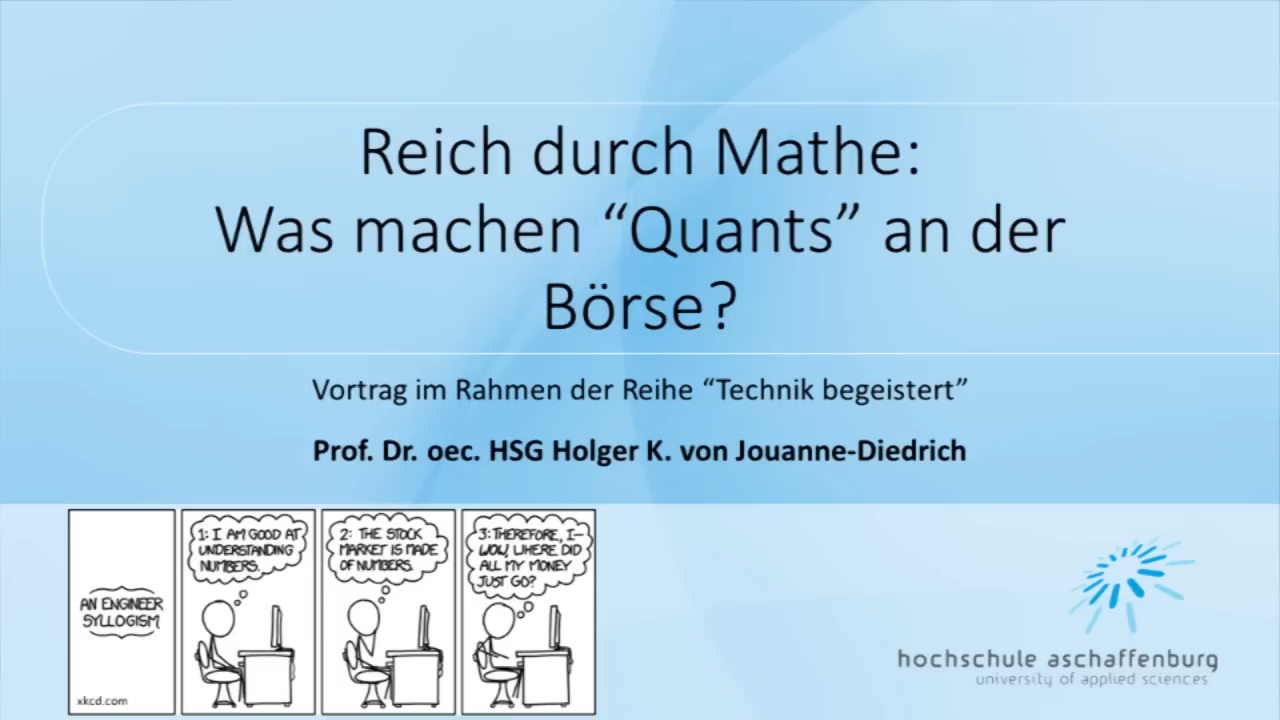 Reich durch Mathe:
Was machen “Quants” an der
Börse?
Vortrag im Rahmen der Reihe “Technik begeistert”
Prof. Dr. oec. HSG Holger K. von Jouanne-Diedrich
AN ENGINEER
SYLLOGISM
xkcd.com
1: I AM GOOD AT
UNDERSTANDING
NUMBERS.
2: THE STOCK
MARKET IS MADE
OF NUMBERS.
3: THEREFORE, I—
WOW, WHERE DID
ALL MY MONEY
JUST GO?
hochschule aschaffenburg
university of applied sciences